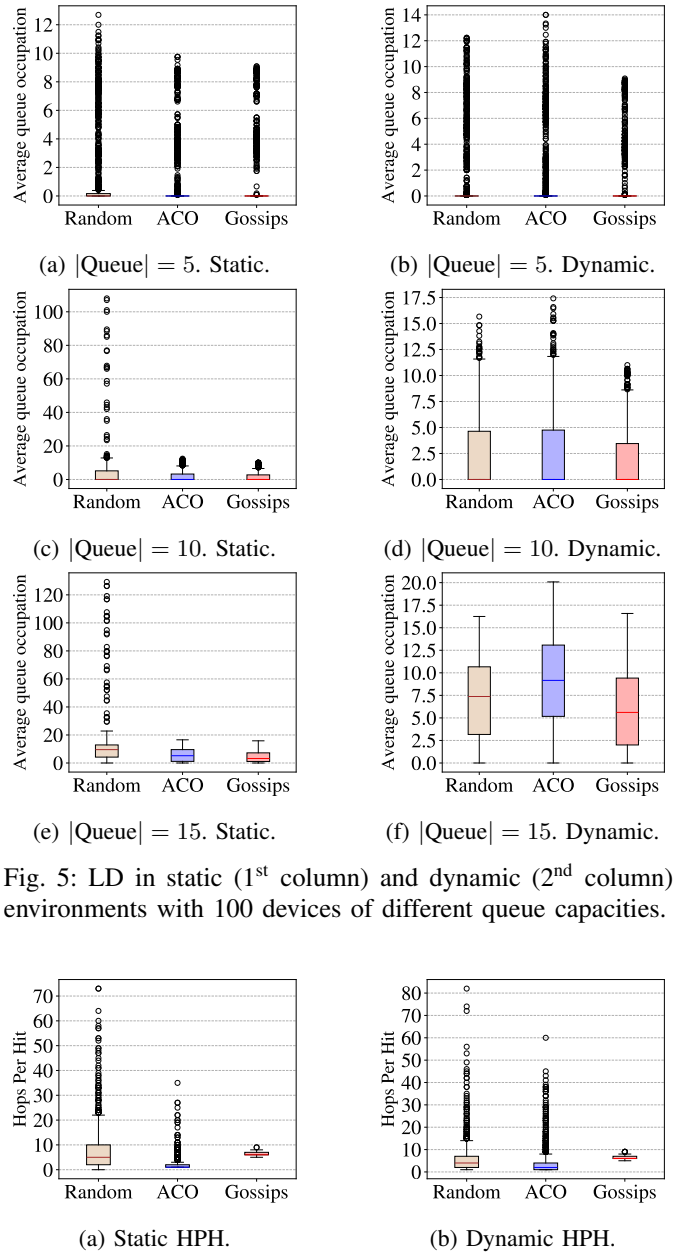 12
10
8
6
4
2
0
Average queue occupation
Random ACO Gossips
(a) |Queue| = 5. Static.
14
12
10
8
6
4
2
0
Average queue occupation
Random ACO Gossips
(b) |Queue| = 5. Dynamic.
100
80
60
40
20
0
Average queue occupation
Random ACO Gossips
(c) |Queue| = 10. Static.
17.5
15.0
12.5
10.0
7.5
5.0
2.5
0.0
Average queue occupation
Random ACO Gossips
(d) |Queue| = 10. Dynamic.
120
100
80
60
40
20
0
Average queue occupation
Random ACO Gossips
(e) |Queue| = 15. Static.
20.0
17.5
15.0
12.5
10.0
7.5
5.0
2.5
0.0
Average queue occupation
Random ACO Gossips
(f) |Queue| = 15. Dynamic.
Fig. 5: LD in static (1st column) and dynamic (2nd column)
environments with 100 devices of different queue capacities.
70
60
50
40
30
20
10
0
Hops Per Hit
Random ACO Gossips
(a) Static HPH.
80
70
60
50
40
30
20
10
0
Hops Per Hit
Random ACO Gossips
(b) Dynamic HPH.